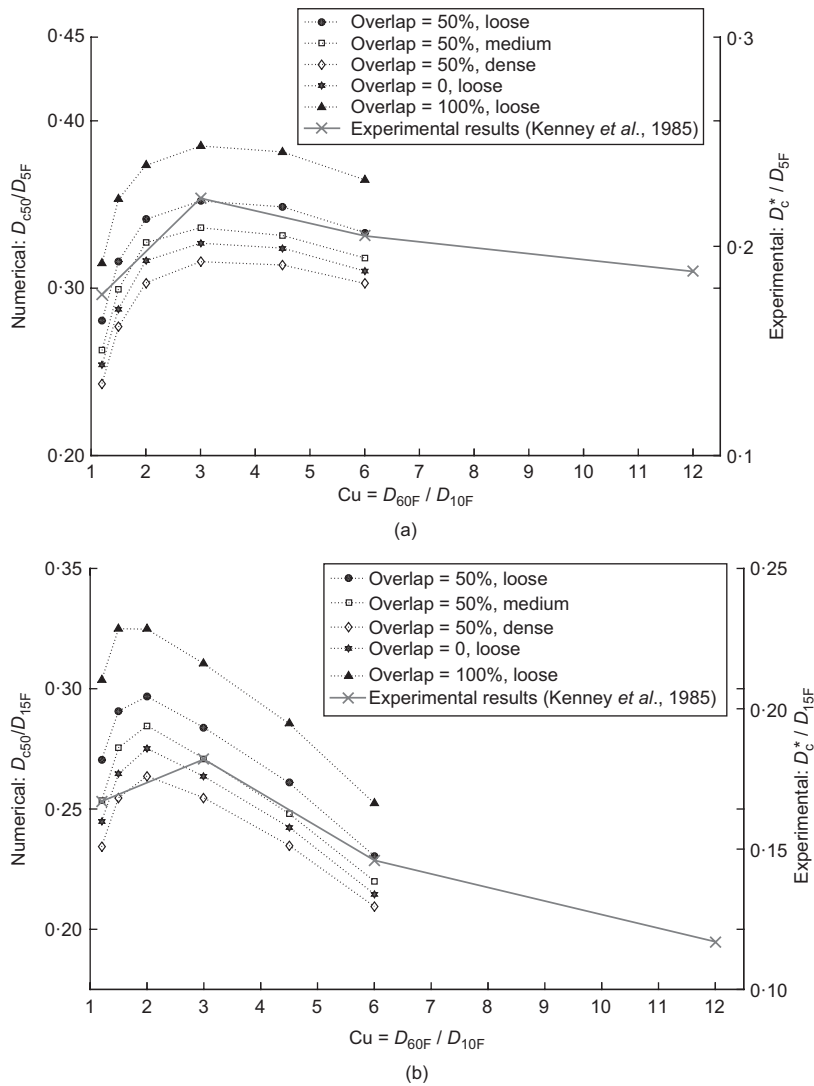 0·45
0·40
0·30
0·20
Numerical: Dc50/D5F
Overlap = 50%, loose
Overlap = 50%, medium
Overlap = 50%, dense
Overlap = 0, loose
Overlap = 100%, loose
Experimental results (Kenney et al., 1985)
0·3
0·2
0·1
Experimental: Dc* / D5F
1 2 3 4 5 6 7 8 9 10 11 12
Cu = D60F / D10F
(a)
0·35
0·30
0·25
0·20
Numerical: Dc50/D15F
Overlap = 50%, loose
Overlap = 50%, medium
Overlap = 50%, dense
Overlap = 0, loose
Overlap = 100%, loose
Experimental results (Kenney et al., 1985)
0·25
0·20
0·15
0·10
Experimental: Dc* / D15F
1 2 3 4 5 6 7 8 9 10 11 12
Cu = D60F / D10F
(b)